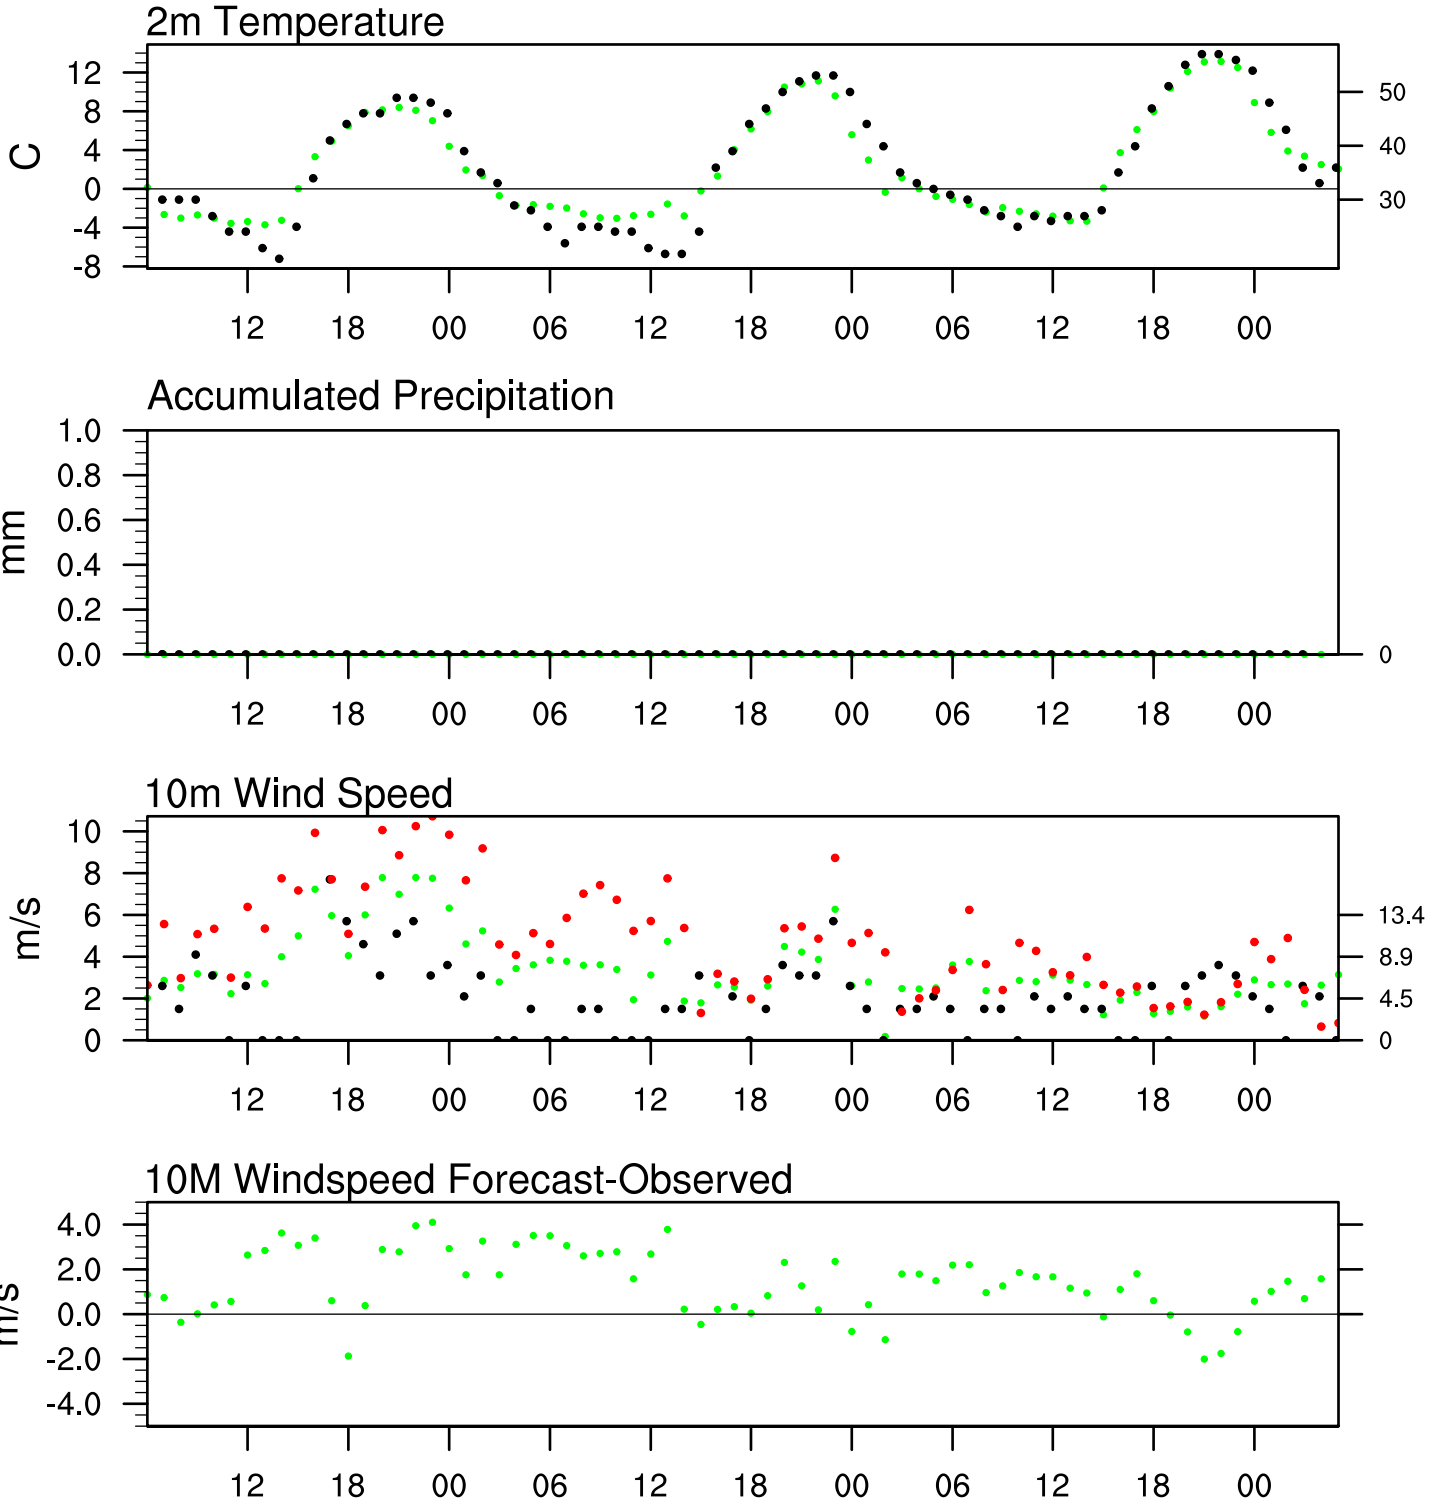 2m Temperature
C
12
8
4
0
-4
-8
50
40
30
12 18 00 06 12 18 00 06 12 18 00
Accumulated Precipitation
mm
1.0
0.8
0.6
0.4
0.2
0.0
0
12 18 00 06 12 18 00 06 12 18 00
10m Wind Speed
m/s
10
8
6
4
2
0
13.4
8.9
4.5
0
12 18 00 06 12 18 00 06 12 18 00
10M Windspeed Forecast-Observed
m/s
4.0
2.0
0.0
-2.0
-4.0
12 18 00 06 12 18 00 06 12 18 00